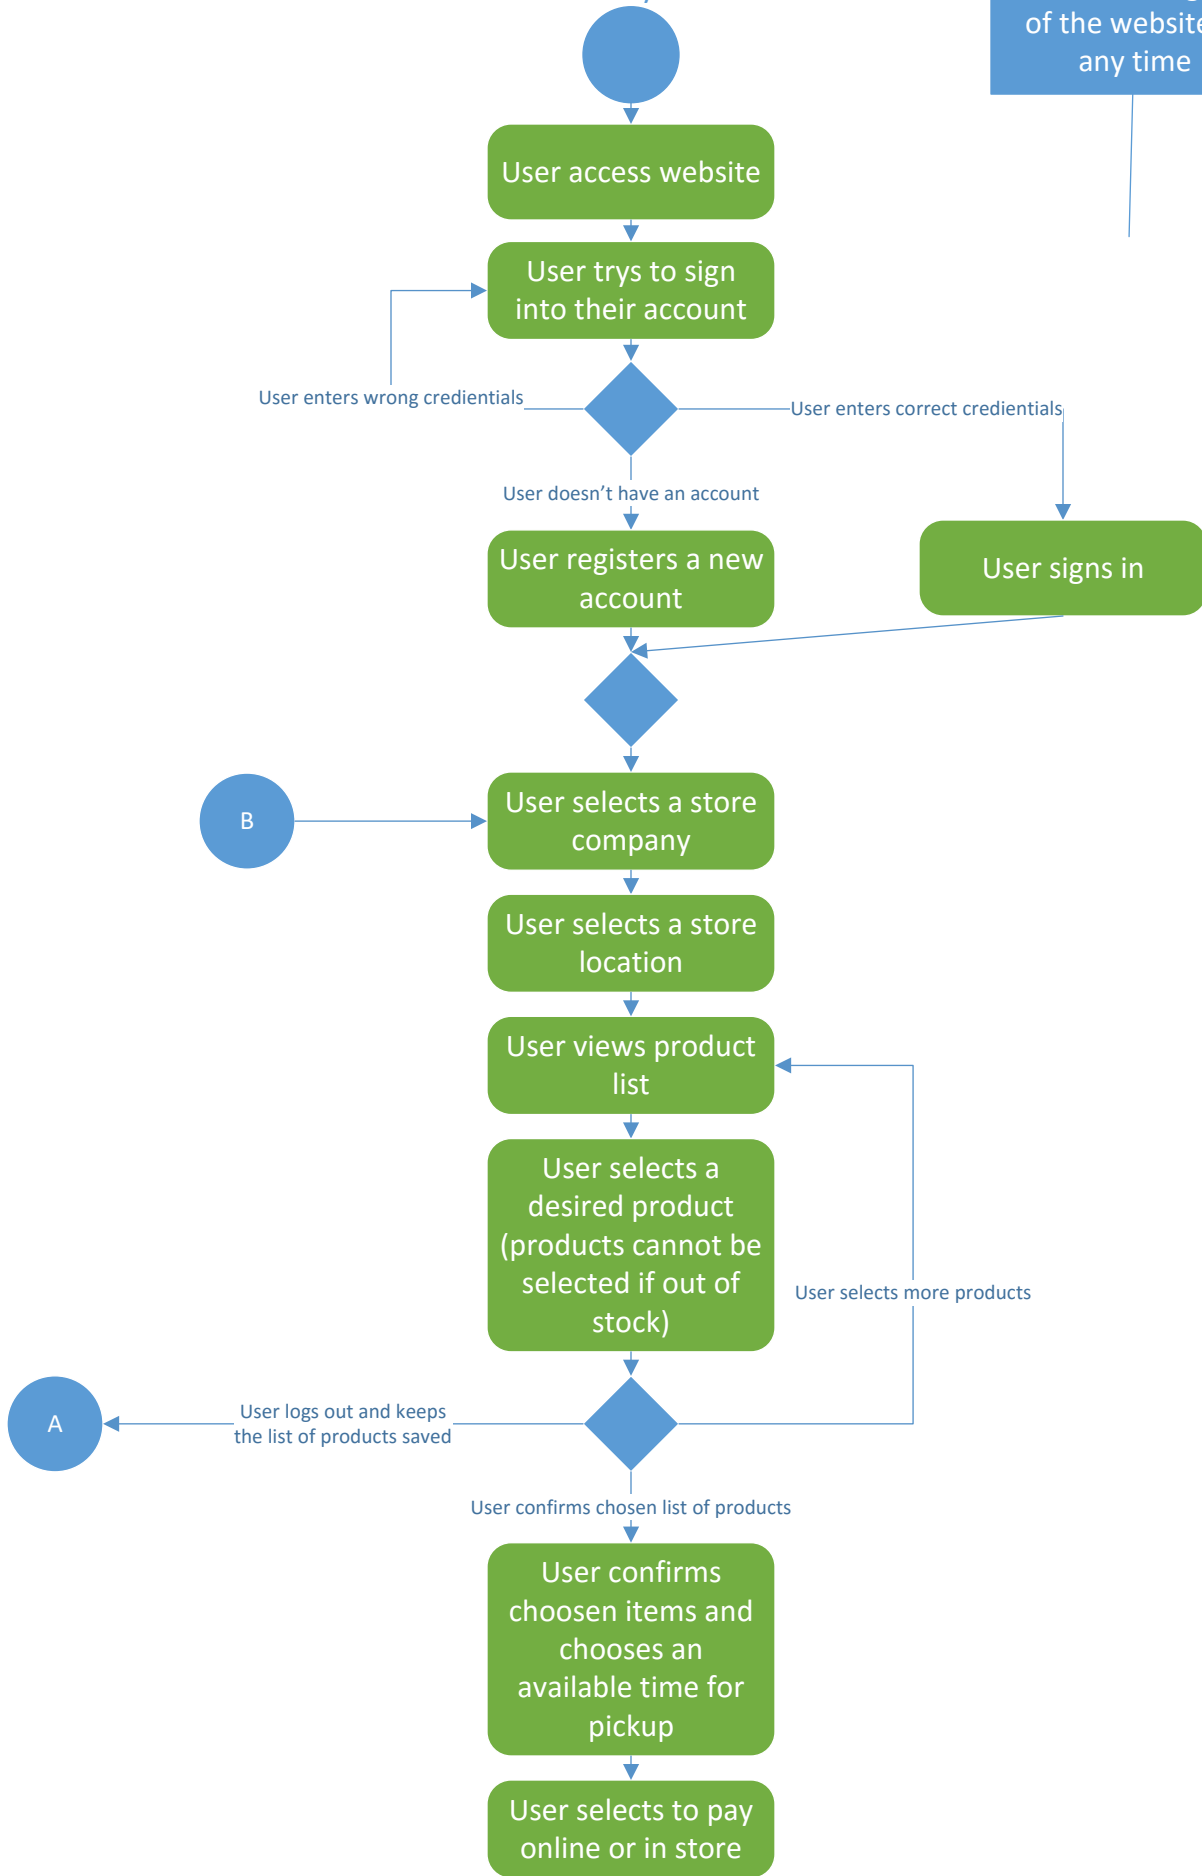 of the website
any time
User access website
User trys to sign
into their account
User enters wrong credientials
User enters correct credientials
User doesn't have an account
User registers a new
account
User signs in
B
User selects a store
company
User selects a store
location
User views product
list
User selects a
desired product
(products cannot be
selected if out of
stock)
User selects more products
A
User logs out and keeps
the list of products saved
User confirms chosen list of products
User confirms
choosen items and
chooses an
available time for
pickup
User selects to pay
online or in store